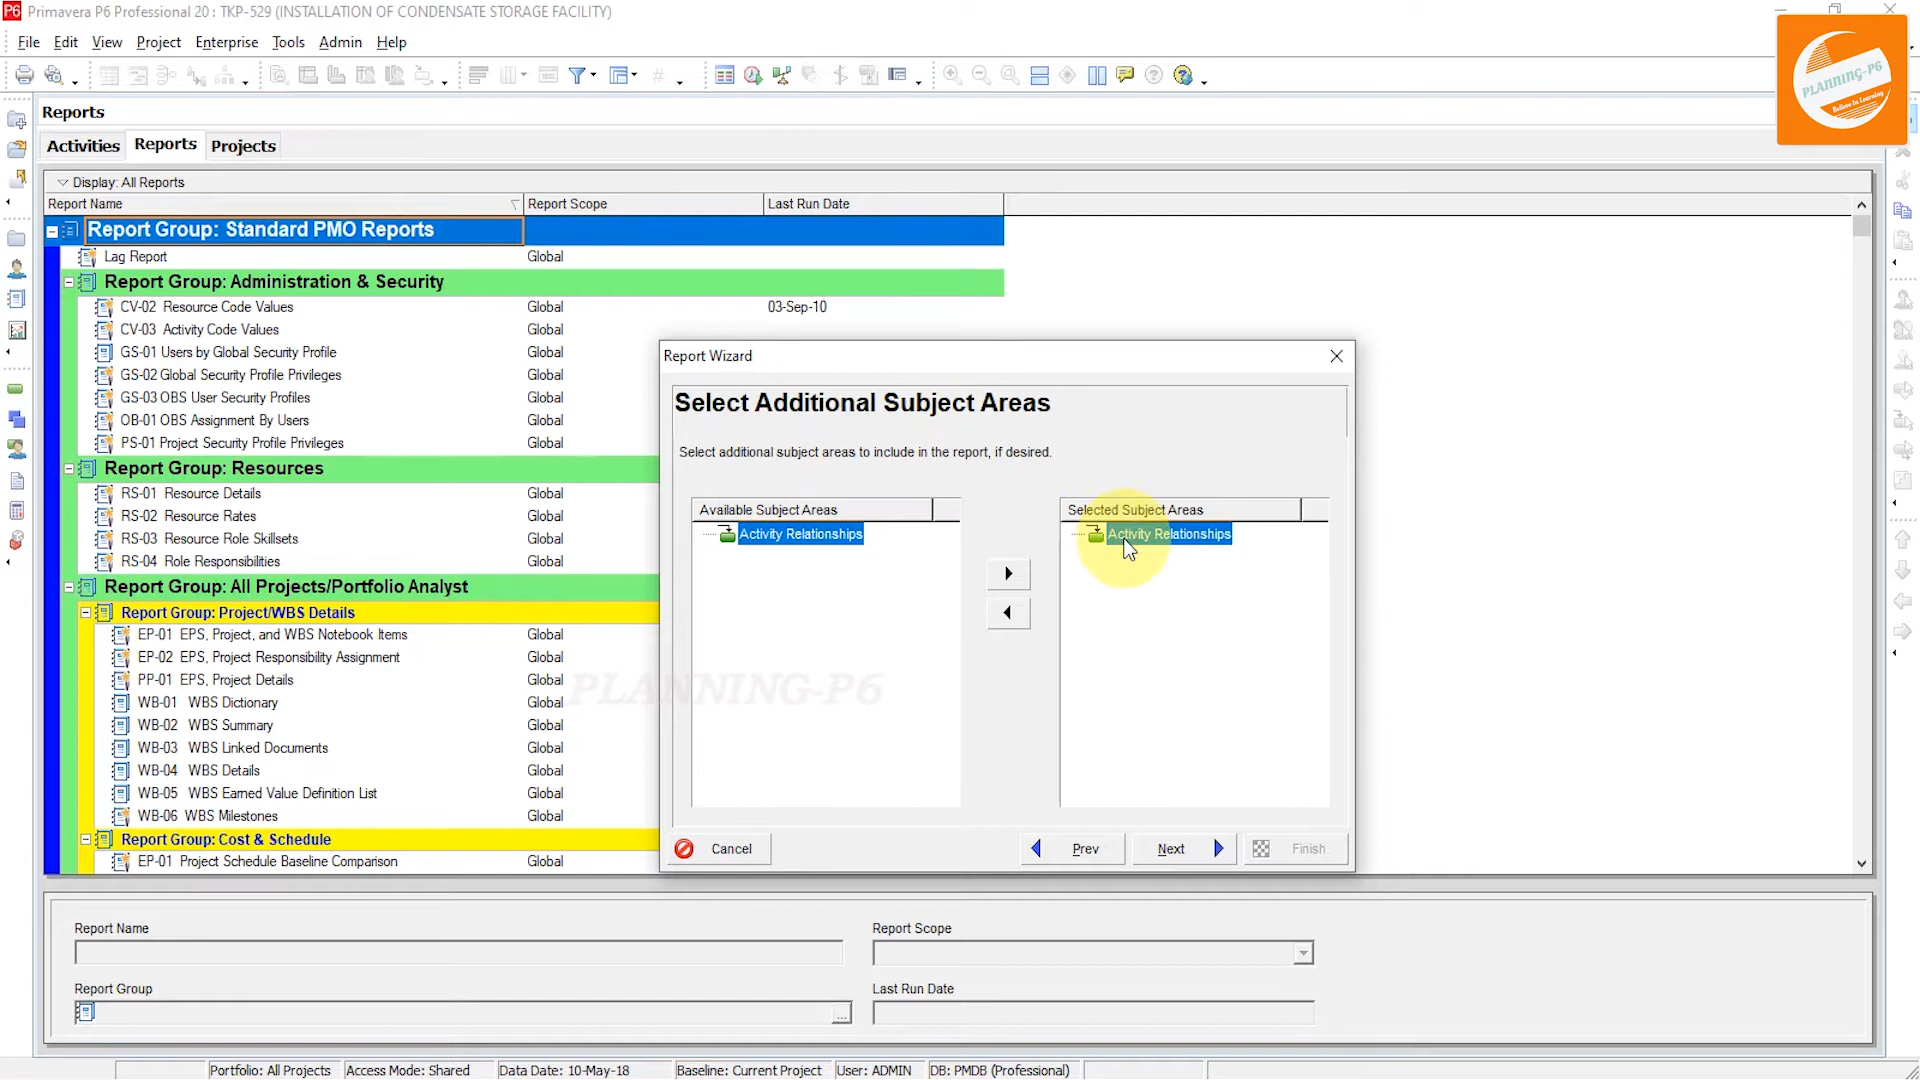 P6 Primavera P6 Professional 20 : TKP-529 (INSTALLATION OF CONDENSATE STORAGE FACILITY)
File Edit View Project Enterprise Tools Admin Help
PLANNING-P6
Believe In Learning
Reports
Activities Reports Projects
Display: All Reports
Report Name Report Scope Last Run Date
Report Group: Standard PMO Reports
Lag Report Global
Report Group: Administration & Security
CV-02 Resource Code Values Global 03-Sep-10
CV-03 Activity Code Values Global
GS-01 Users by Global Security Profile Global
GS-02 Global Security Profile Privileges Global
GS-03 OBS User Security Profiles Global
OB-01 OBS Assignment By Users Global
PS-01 Project Security Profile Privileges Global
Report Group: Resources
RS-01 Resource Details Global
RS-02 Resource Rates Global
RS-03 Resource Role Skillsets Global
RS-04 Role Responsibilities Global
Report Group: All Projects/Portfolio Analyst
Report Group: Project/WBS Details
EP-01 EPS, Project, and WBS Notebook Items Global
EP-02 EPS, Project Responsibility Assignment Global
PP-01 EPS, Project Details Global
WB-01 WBS Dictionary Global
WB-02 WBS Summary Global
WB-03 WBS Linked Documents Global
WB-04 WBS Details Global
WB-05 WBS Earned Value Definition List Global
WB-06 WBS Milestones Global
Report Group: Cost & Schedule
EP-01 Project Schedule Baseline Comparison Global
Report Wizard
Select Additional Subject Areas
Select additional subject areas to include in the report, if desired.
Available Subject Areas
Activity Relationships
Selected Subject Areas
Activity Relationships
PLANNING-P6
Cancel Prev Next Finish
Report Name Report Scope
Report Group Last Run Date
...
Portfolio: All Projects Access Mode: Shared Data Date: 10-May-18 Baseline: Current Project User: ADMIN DB: PMDB (Professional)